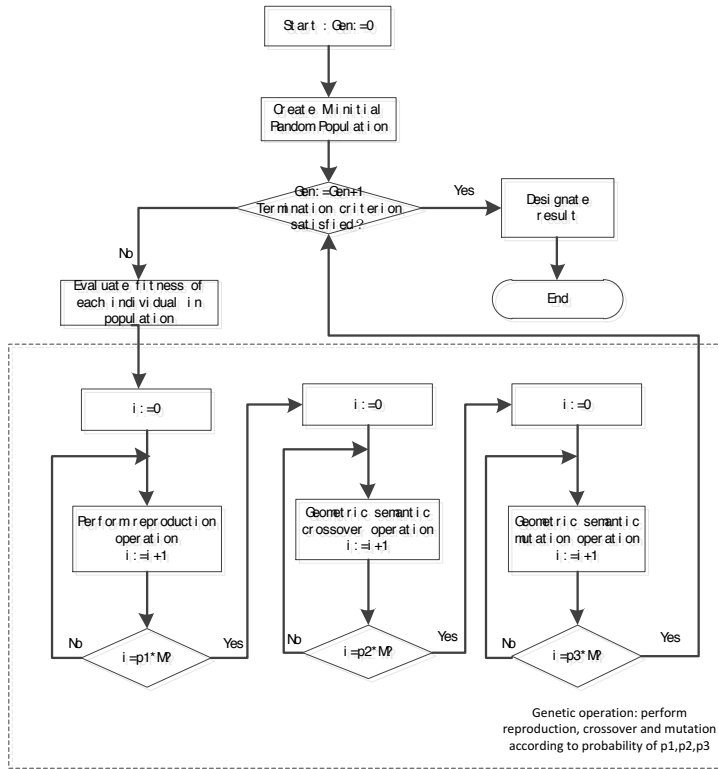 Start : Gen:=0
Create M initial
Random Population
Gen:=Gen+1
Termination criterion
satisfied?
Yes
Designate
result
No
End
Evaluate fitness of
each individual in
population
i:=0
i:=0
i:=0
Perform reproduction
operation
i:=i+1
Geometric semantic
crossover operation
i:=i+1
Geometric semantic
mutation operation
i:=i+1
No
i=p1*M?
Yes
No
i=p2*M?
Yes
No
i=p3*M?
Yes
Genetic operation: perform
reproduction, crossover and mutation
according to probability of p1,p2,p3